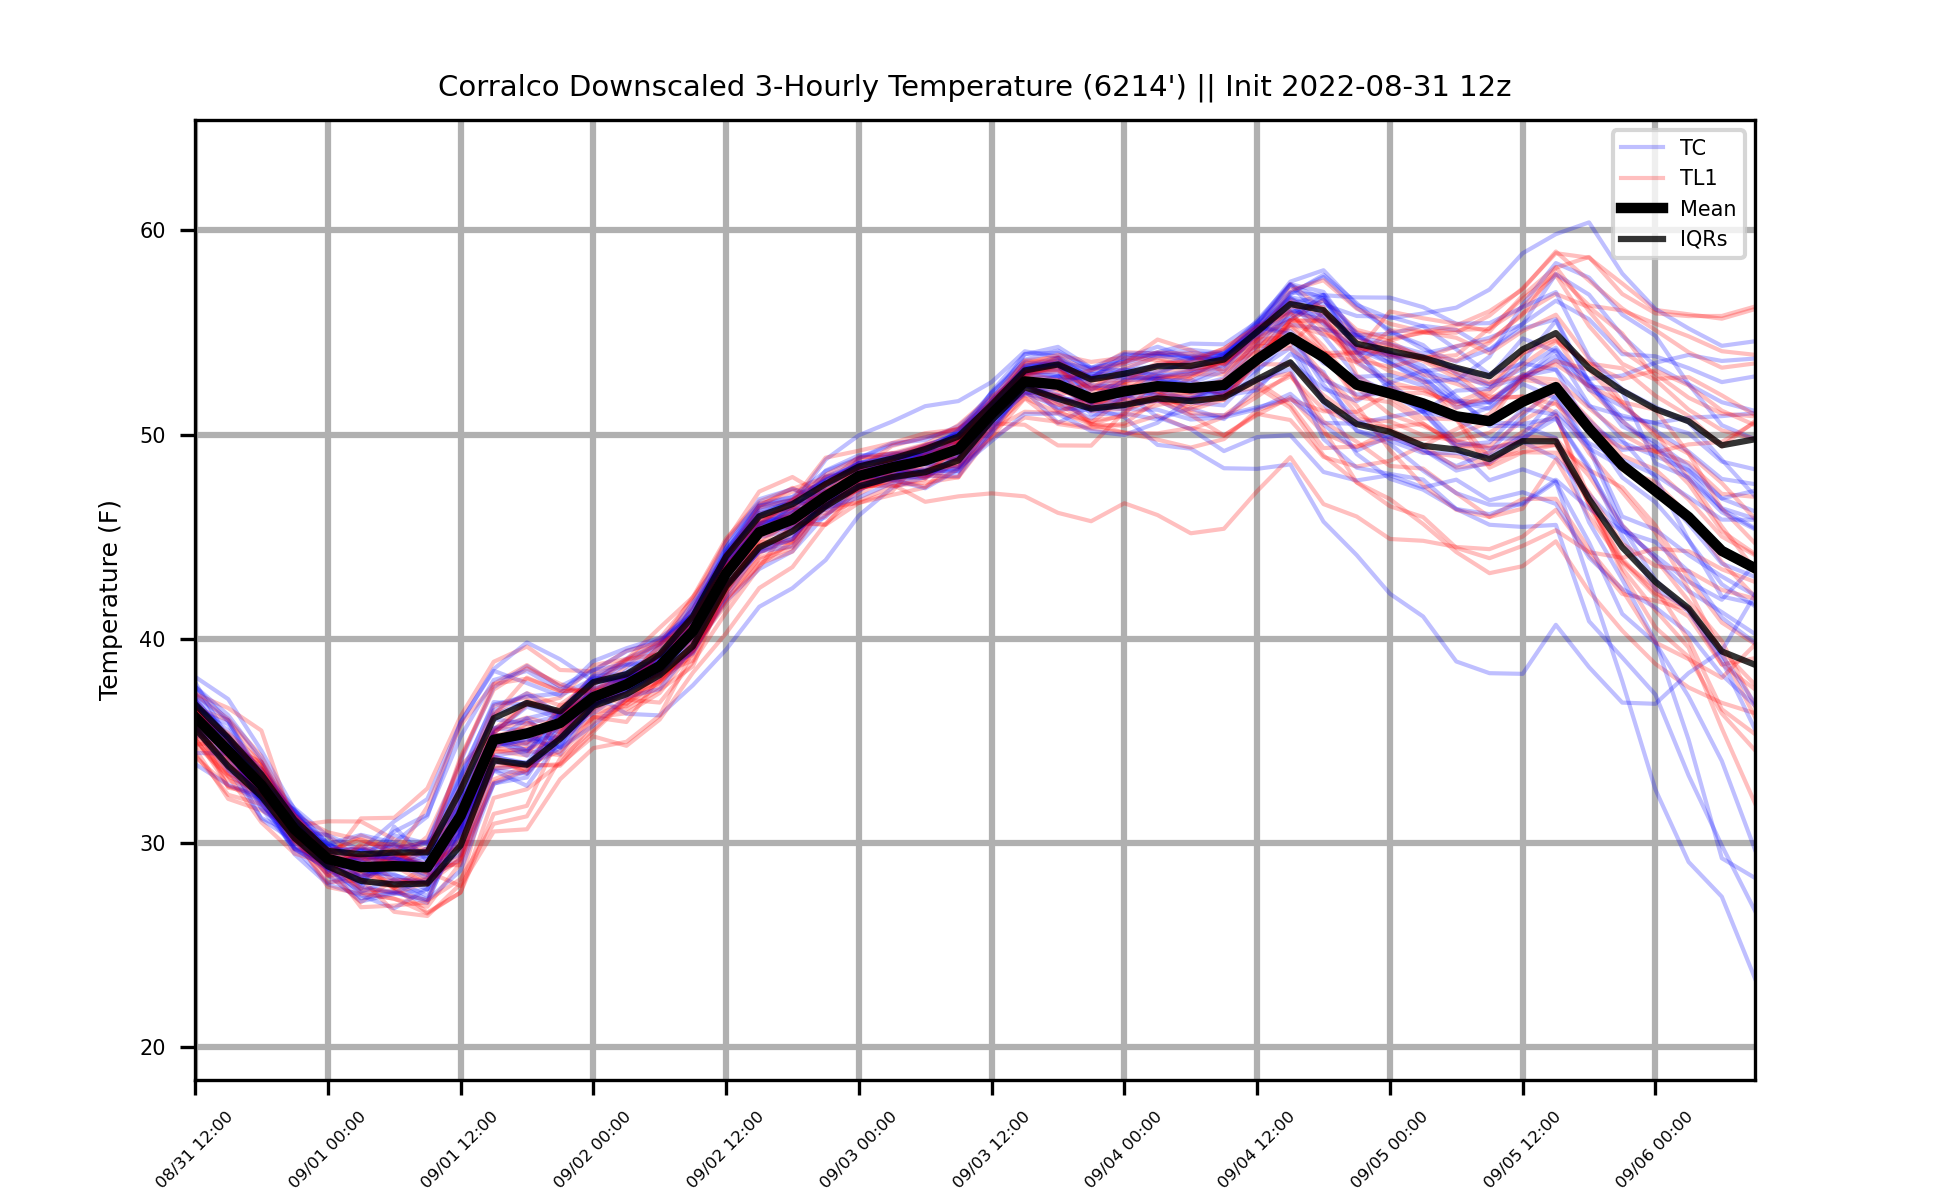 Corralco Downscaled 3-Hourly Temperature (6214') || Init 2022-08-31 12z
TC
TL1
Mean
IQRs
Temperature (F)
60
50
40
30
20
08/31 12:00
09/01 00:00
09/01 12:00
09/02 00:00
09/02 12:00
09/03 00:00
09/03 12:00
09/04 00:00
09/04 12:00
09/05 00:00
09/05 12:00
09/06 00:00